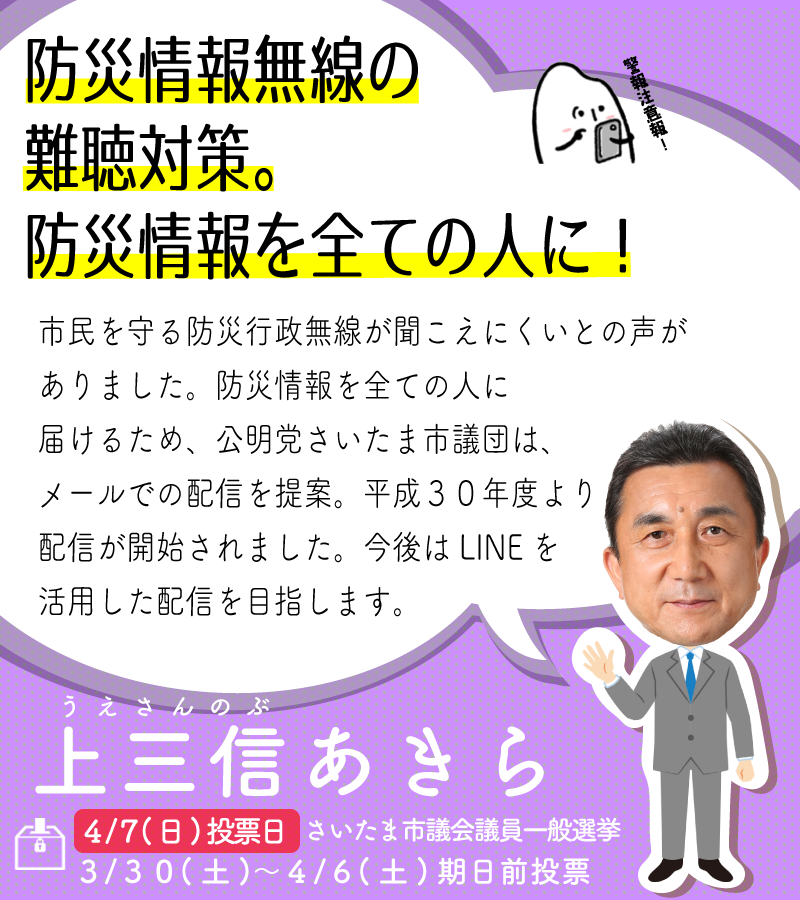 防災情報無線の
難聴対策。
防災情報を全ての人に！
警報注意報！
市民を守る防災行政無線が聞こえにくいとの声が
ありました。防災情報を全ての人に
届けるため、公明党さいたま市議団は、
メールでの配信を提案。平成３０年度より
配信が開始されました。今後は LINE を
活用した配信を目指します。
うえさんのぶ
上三信あきら
4/7(日)投票日 さいたま市議会議員一般選挙
３/３０(土)〜４/６(土)期日前投票